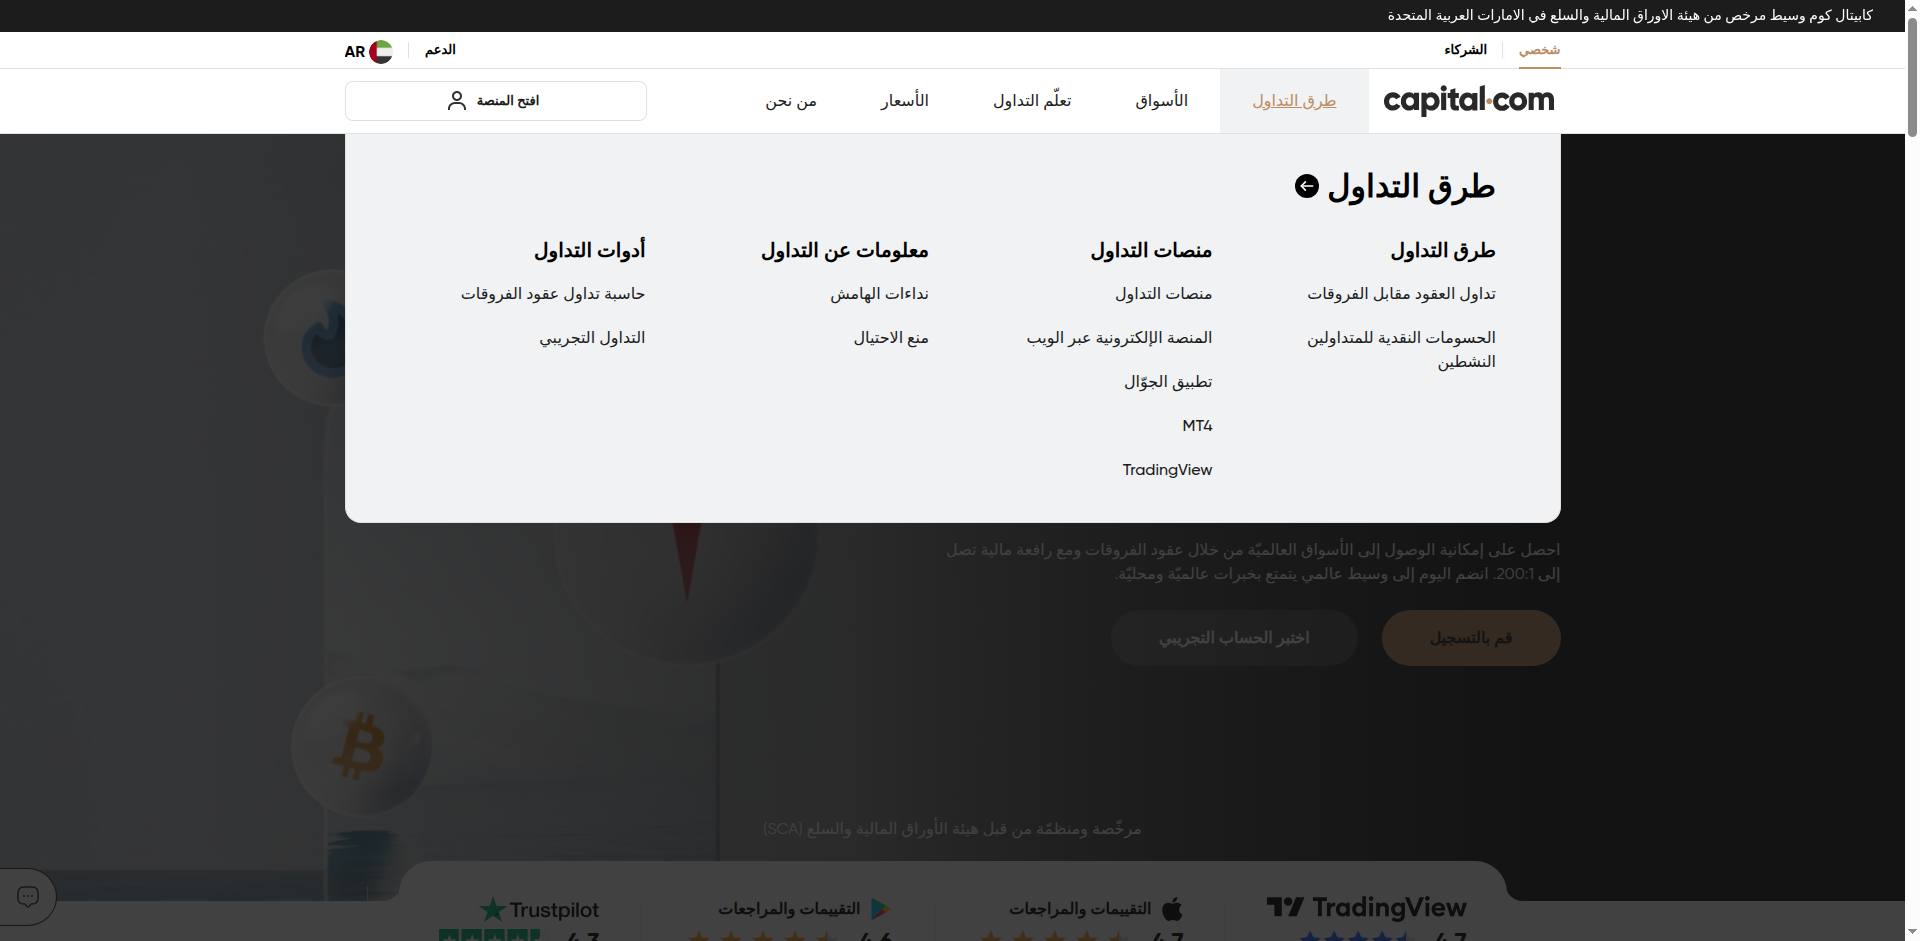 كابيتال كوم وسيط مرخص من هيئة الاوراق المالية والسلع في الامارات العربية المتحدة
شخصي
الشركاء
الدعم
AR
capital.com
طرق التداول
الأسواق
تعلّم التداول
الأسعار
من نحن
افتح المنصة
طرق التداول
طرق التداول
تداول العقود مقابل الفروقات
الحسومات النقدية للمتداولين
النشطين
منصات التداول
منصات التداول
المنصة الإلكترونية عبر الويب
تطبيق الجوّال
MT4
TradingView
معلومات عن التداول
نداءات الهامش
منع الاحتيال
أدوات التداول
حاسبة تداول عقود الفروقات
التداول التجريبي
احصل على إمكانية الوصول إلى الأسواق العالميّة من خلال عقود الفروقات ومع رافعة مالية تصل
إلى 200:1. انضم اليوم إلى وسيط عالمي يتمتع بخبرات عالميّة ومحليّة.
قم بالتسجيل
اختبر الحساب التجريبي
مرخّصة ومنظمّة من قبل هيئة الأوراق المالية والسلع (SCA)
TradingView
4.7
التقييمات والمراجعات
4.7
التقييمات والمراجعات
4.6
Trustpilot
4.3